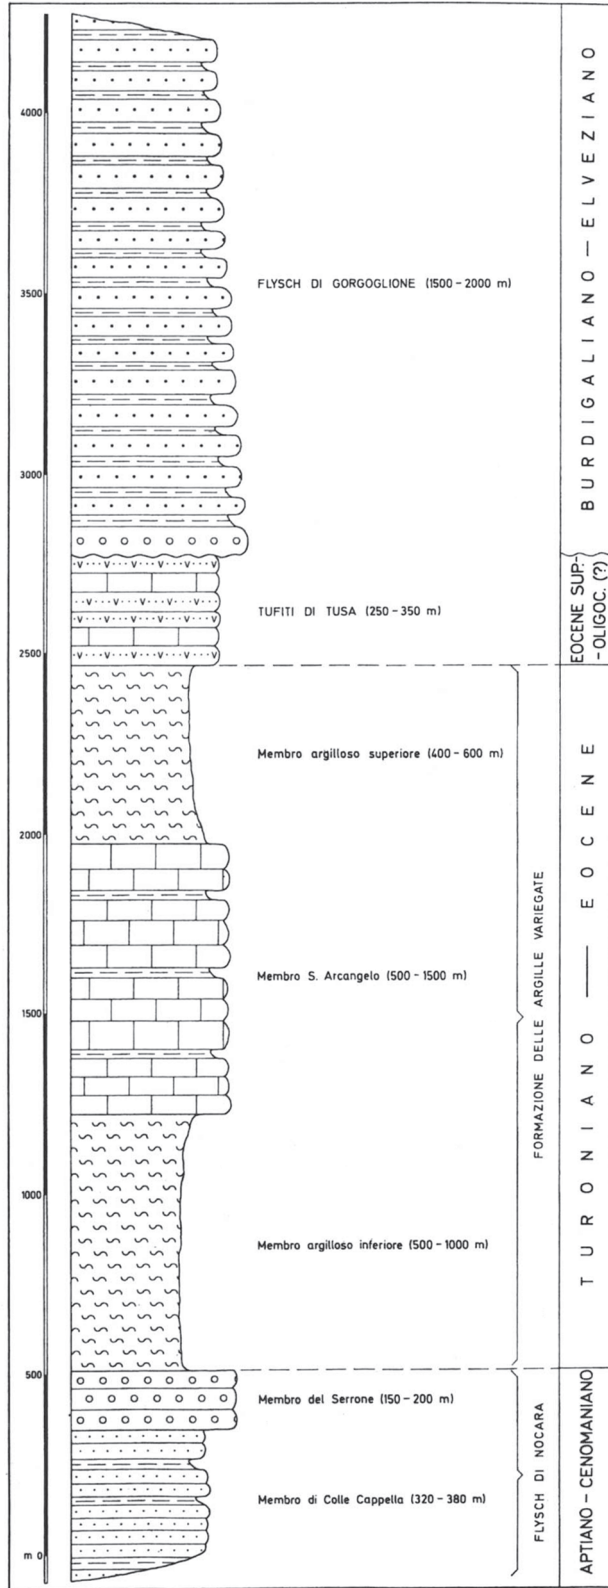 4000
3500
3000
2500
2000
1500
1000
500
m 0
FLYSCH DI GORGOGLIONE (1500 – 2000 m)
TUFITI DI TUSA (250 – 350 m)
Membro argilloso superiore (400 – 600 m)
Membro S. Arcangelo (500 – 1500 m)
Membro argilloso inferiore (500 – 1000 m)
Membro del Serrone (150 – 200 m)
Membro di Colle Cappella (320 – 380 m)
FORMAZIONE DELLE ARGILLE VARIEGATE
FLYSCH DI NOCARA
BURDIGALIANO – ELVEZIANO
EOCENE SUP.-
-OLIGOC. (?)
TURONIANO — EOCENE
APTIANO – CENOMANIANO